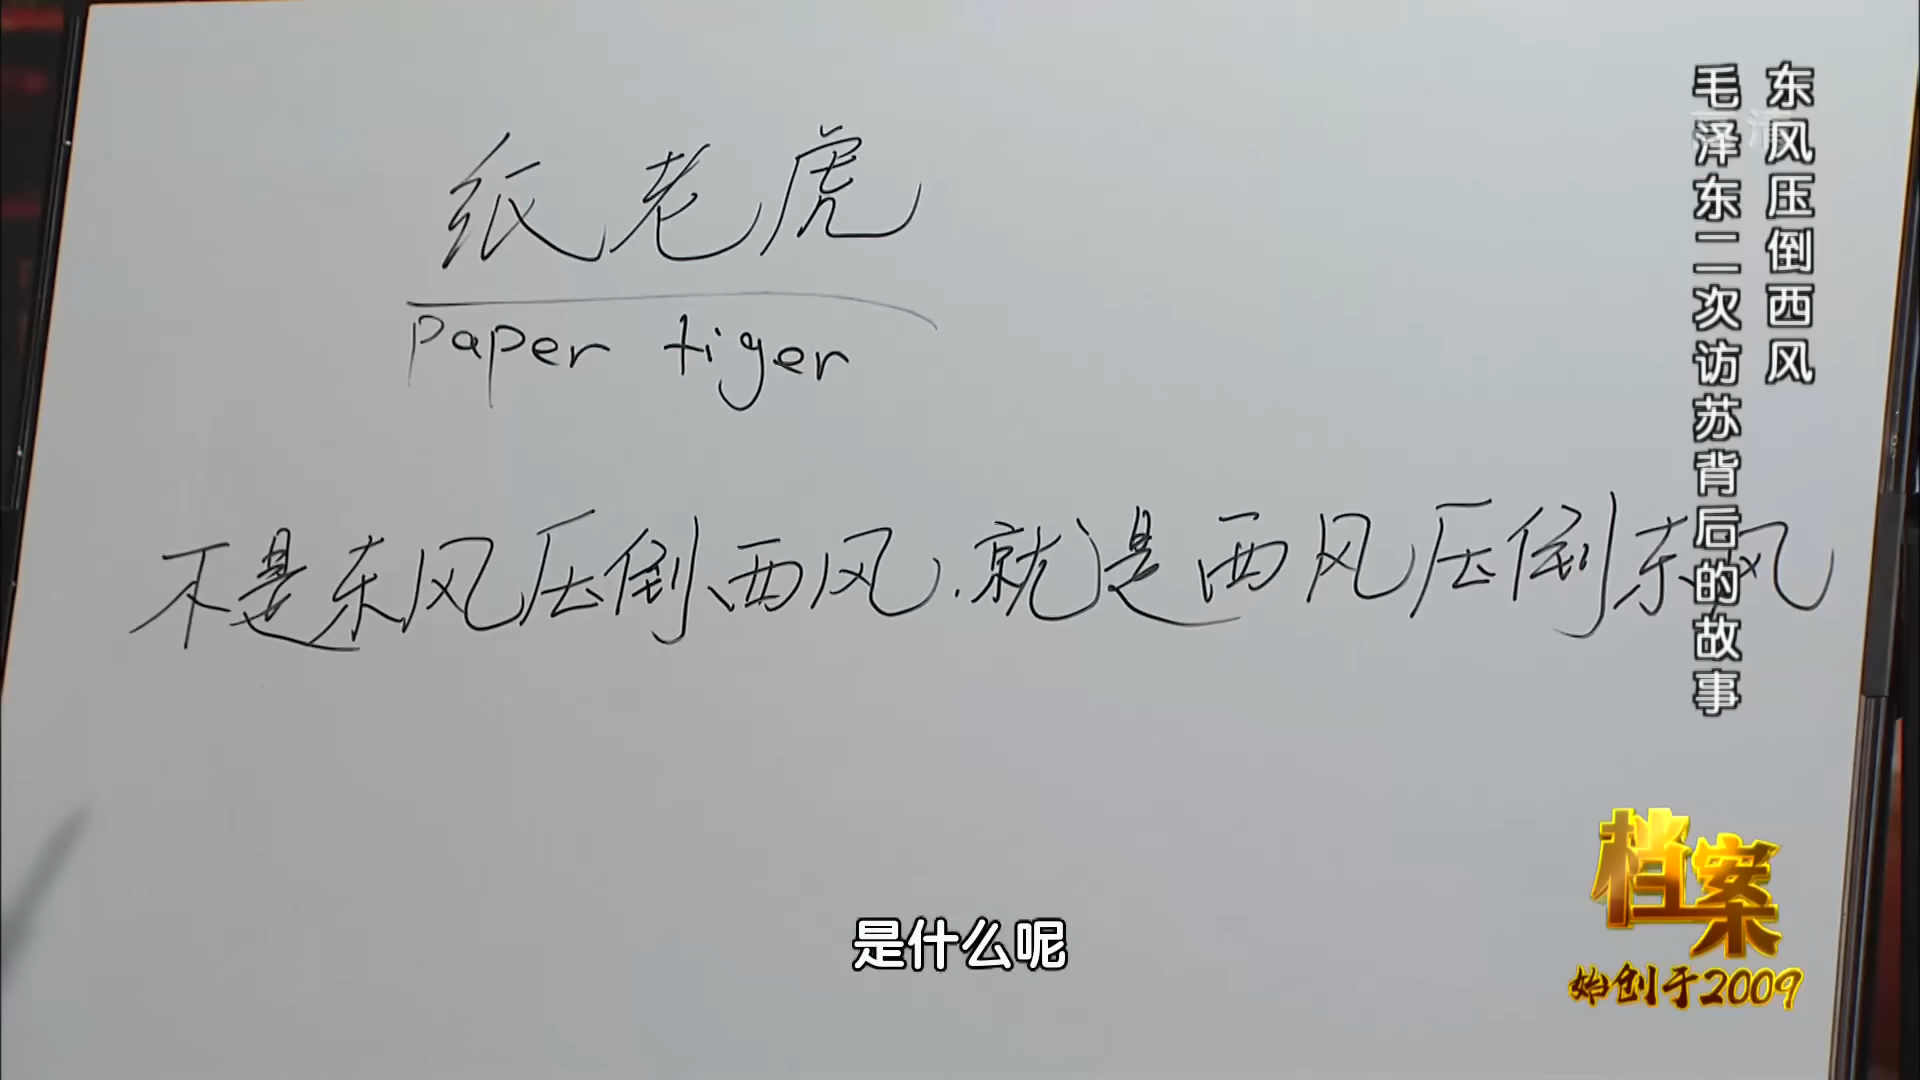 纸老虎
paper tiger
不是东风压倒西风.就是西风压倒东风
东风压倒西风
毛泽东二次访苏背后的故事
档案
始创于2009
是什么呢